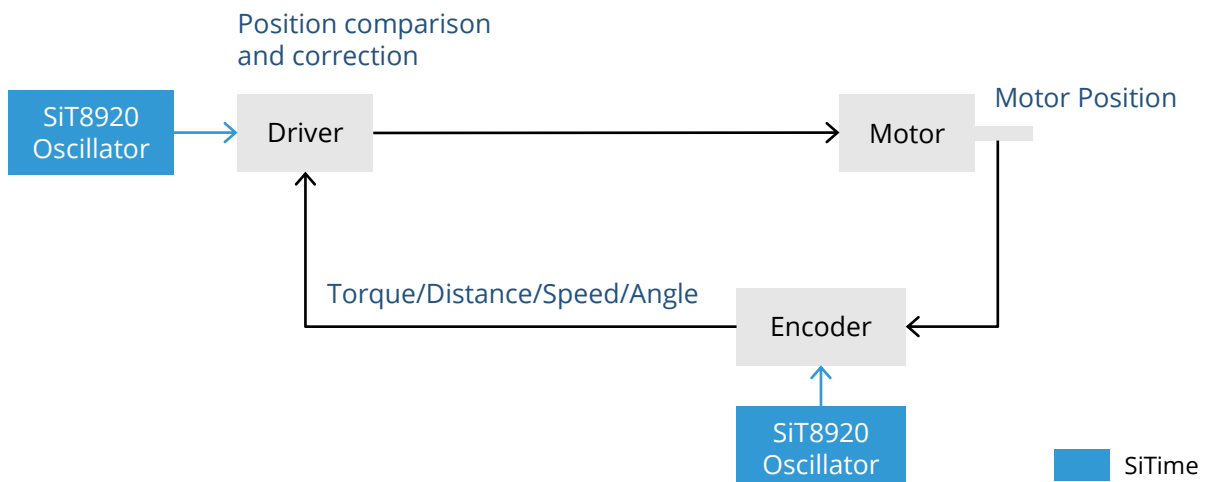 Position comparison
and correction
SiT8920
Oscillator
Driver
Motor
Motor Position
Torque/Distance/Speed/Angle
Encoder
SiT8920
Oscillator
SiTime